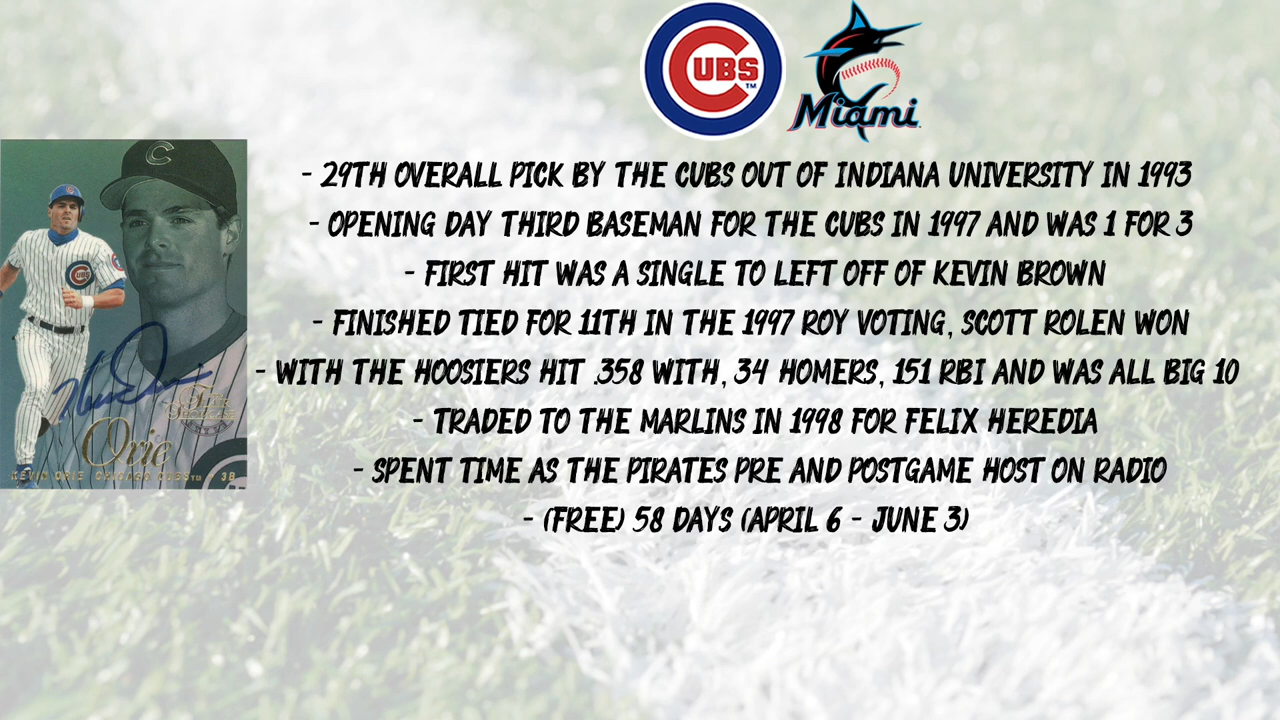 CUBS TM
Miami
- 29TH OVERALL PICK BY THE CUBS OUT OF INDIANA UNIVERSITY IN 1993
- OPENING DAY THIRD BASEMAN FOR THE CUBS IN 1997 AND WAS 1 FOR 3
- FIRST HIT WAS A SINGLE TO LEFT OFF OF KEVIN BROWN
- FINISHED TIED FOR 11TH IN THE 1997 ROY VOTING, SCOTT ROLEN WON
- WITH THE HOOSIERS HIT .358 WITH, 34 HOMERS, 151 RBI AND WAS ALL BIG 10
- TRADED TO THE MARLINS IN 1998 FOR FELIX HEREDIA
- SPENT TIME AS THE PIRATES PRE AND POSTGAME HOST ON RADIO
- (FREE) 58 DAYS (APRIL 6 - JUNE 3)
C
Orie
KEVIN ORIE CHICAGO CUBS TM 3B